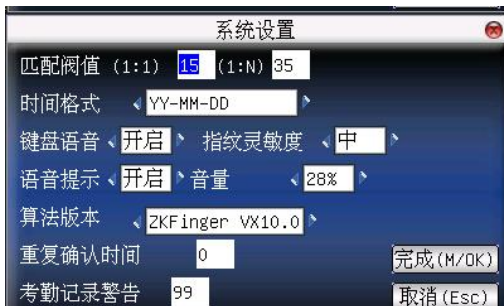 系统设置
匹配阀值 (1:1) 15 (1:N) 35
时间格式 YY-MM-DD
键盘语音 开启 指纹灵敏度 中
语音提示 开启 音量 28%
算法版本 ZKFinger VX10.0
重复确认时间 0 完成(M/OK)
考勤记录警告 99 取消(Esc)